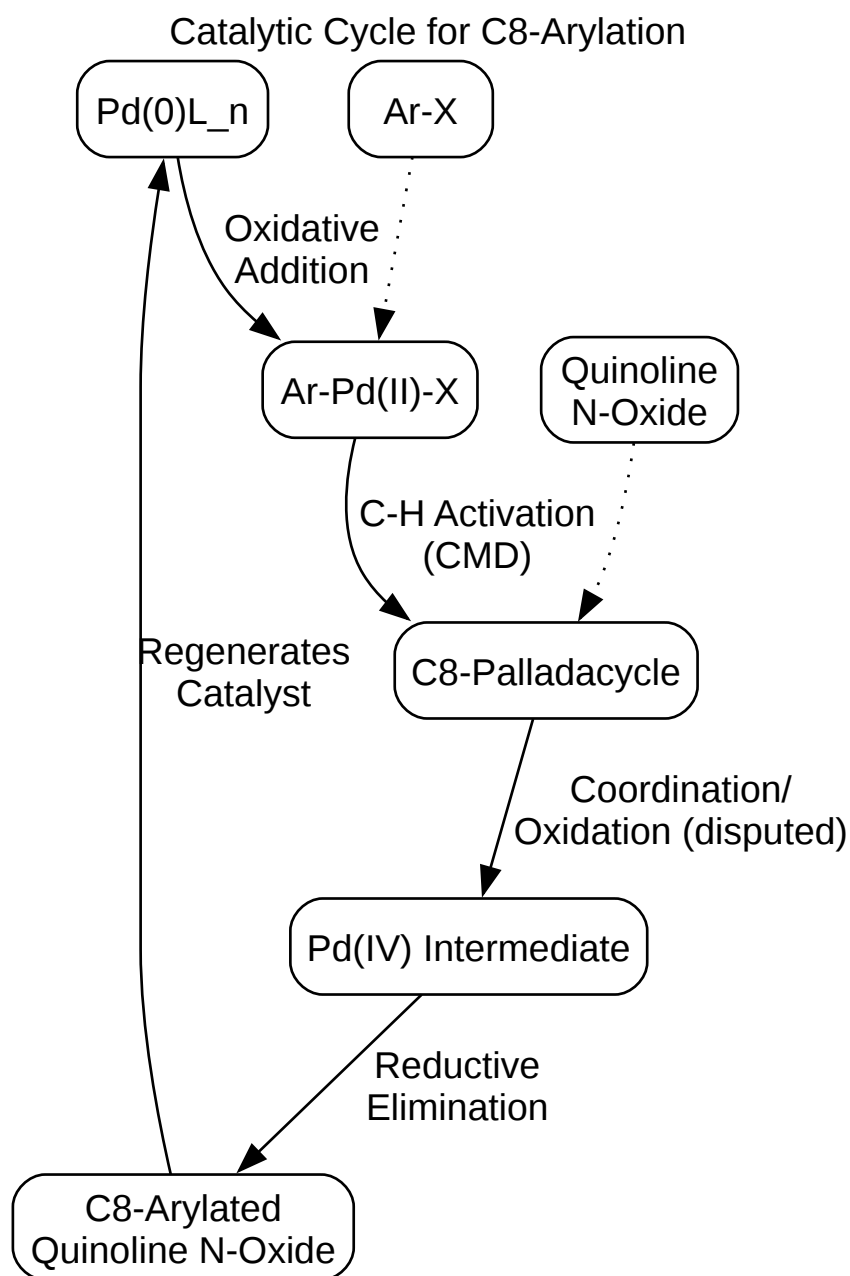 Catalytic Cycle for C8-Arylation
Pd(0)L_n
Ar-X
Oxidative
Addition
Ar-Pd(II)-X
Quinoline
N-Oxide
C-H Activation
(CMD)
Regenerates
Catalyst
C8-Palladacycle
Coordination/
Oxidation (disputed)
Pd(IV) Intermediate
Reductive
Elimination
C8-Arylated
Quinoline N-Oxide